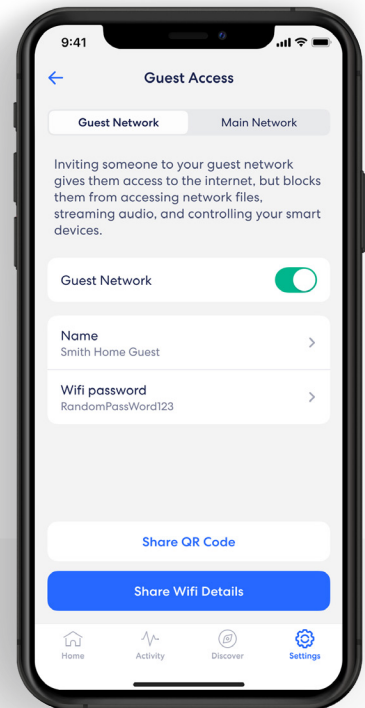 9:41
Guest Access
Guest Network Main Network
Inviting someone to your guest network
gives them access to the internet, but blocks
them from accessing network files,
streaming audio, and controlling your smart
devices.
Guest Network
Name
Smith Home Guest
Wifi password
RandomPassWord123
Share QR Code
Share Wifi Details
Home Activity Discover Settings